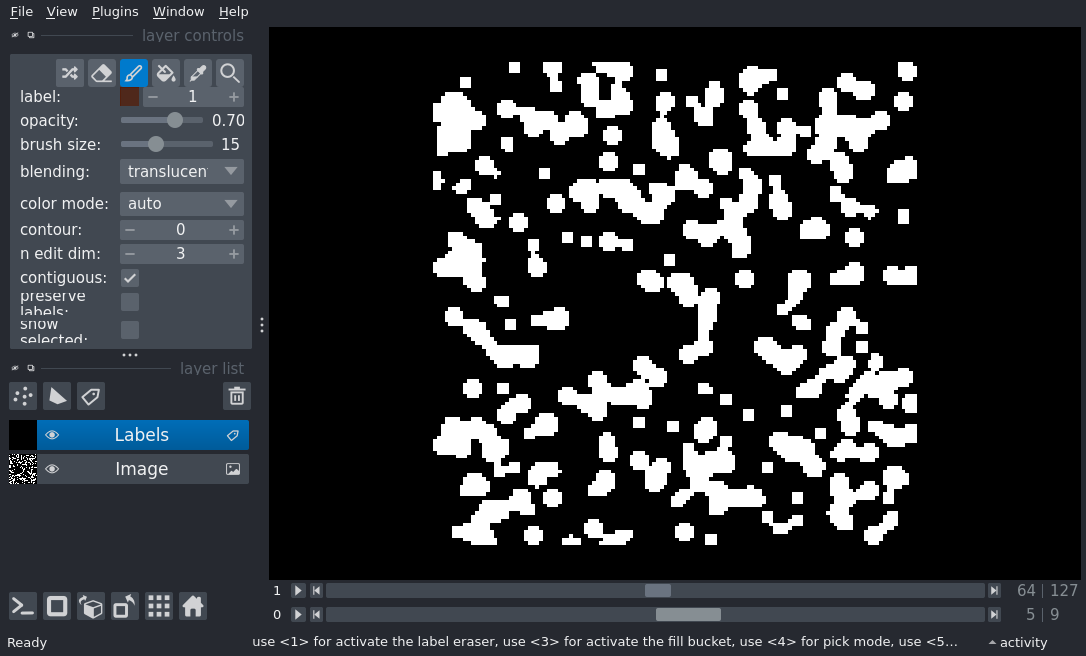 File View Plugins Window Help
layer controls
label: 1
opacity: 0.70
brush size: 15
blending: translucen
color mode: auto
contour: 0
n edit dim: 3
contiguous:
preserve
labels:
show
selected:
layer list
Labels
Image
1 64 | 127
0 5 | 9
Ready use <1> for activate the label eraser, use <3> for activate the fill bucket, use <4> for pick mode, use <5... activity